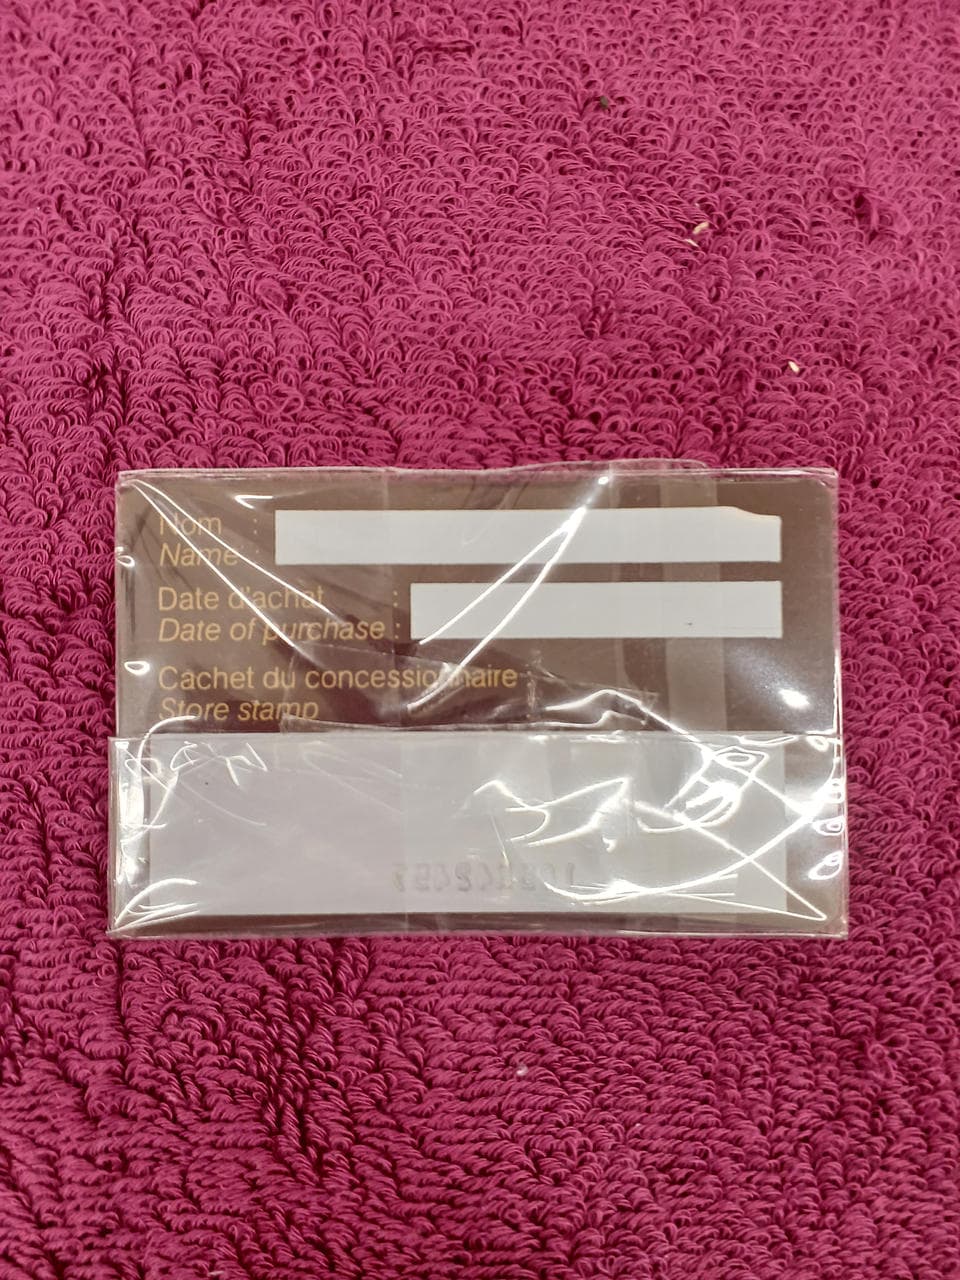 Nom :
Name
Date d'achat :
Date of purchase :
Cachet du concessionnaire :
Store stamp